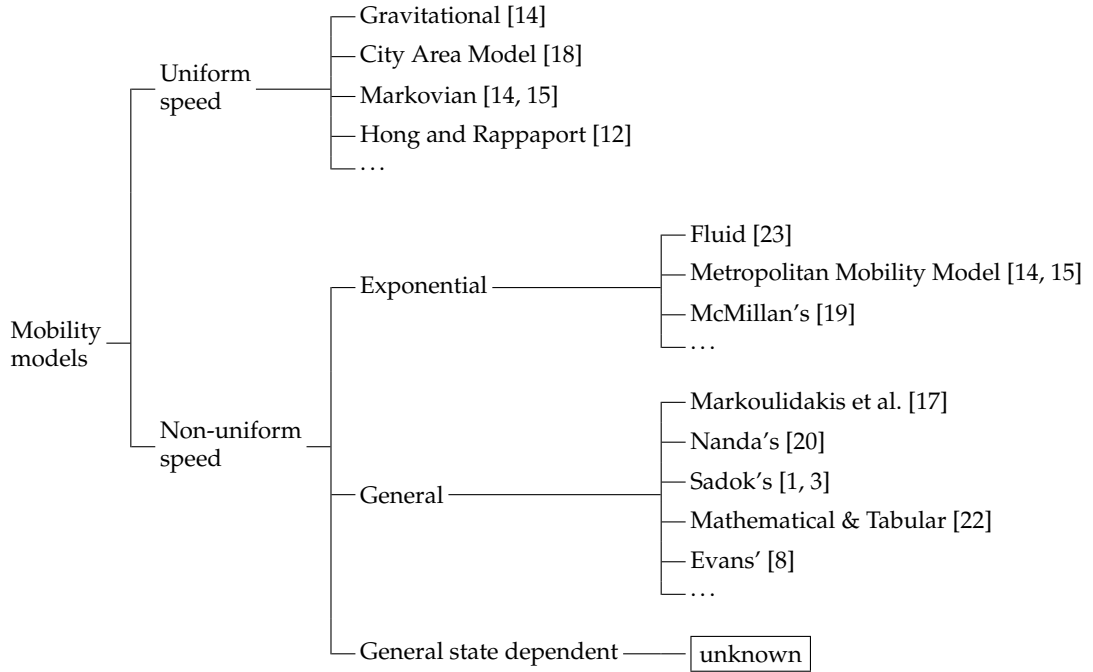 Gravitational [14]
City Area Model [18]
Uniform
speed
Markovian [14, 15]
Hong and Rappaport [12]
...
Fluid [23]
Metropolitan Mobility Model [14, 15]
Exponential
McMillan's [19]
...
Mobility
models
Markoulidakis et al. [17]
Nanda's [20]
Non-uniform
speed
Sadok's [1, 3]
General
Mathematical & Tabular [22]
Evans' [8]
...
General state dependent
unknown